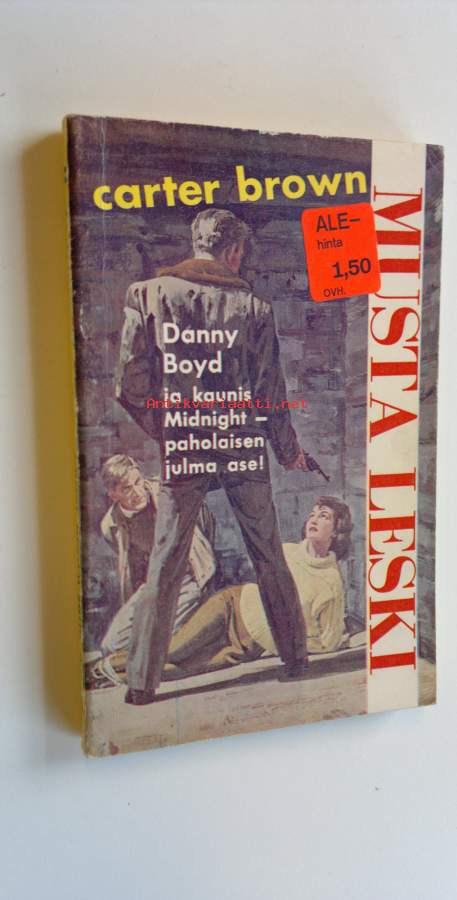 carter brown
ALE-
hinta
1,50
OVH.
MUSTA LESKI
Danny
Boyd
ja kaunis
Midnight –
paholaisen
julma ase!
Antikvariaatti.net